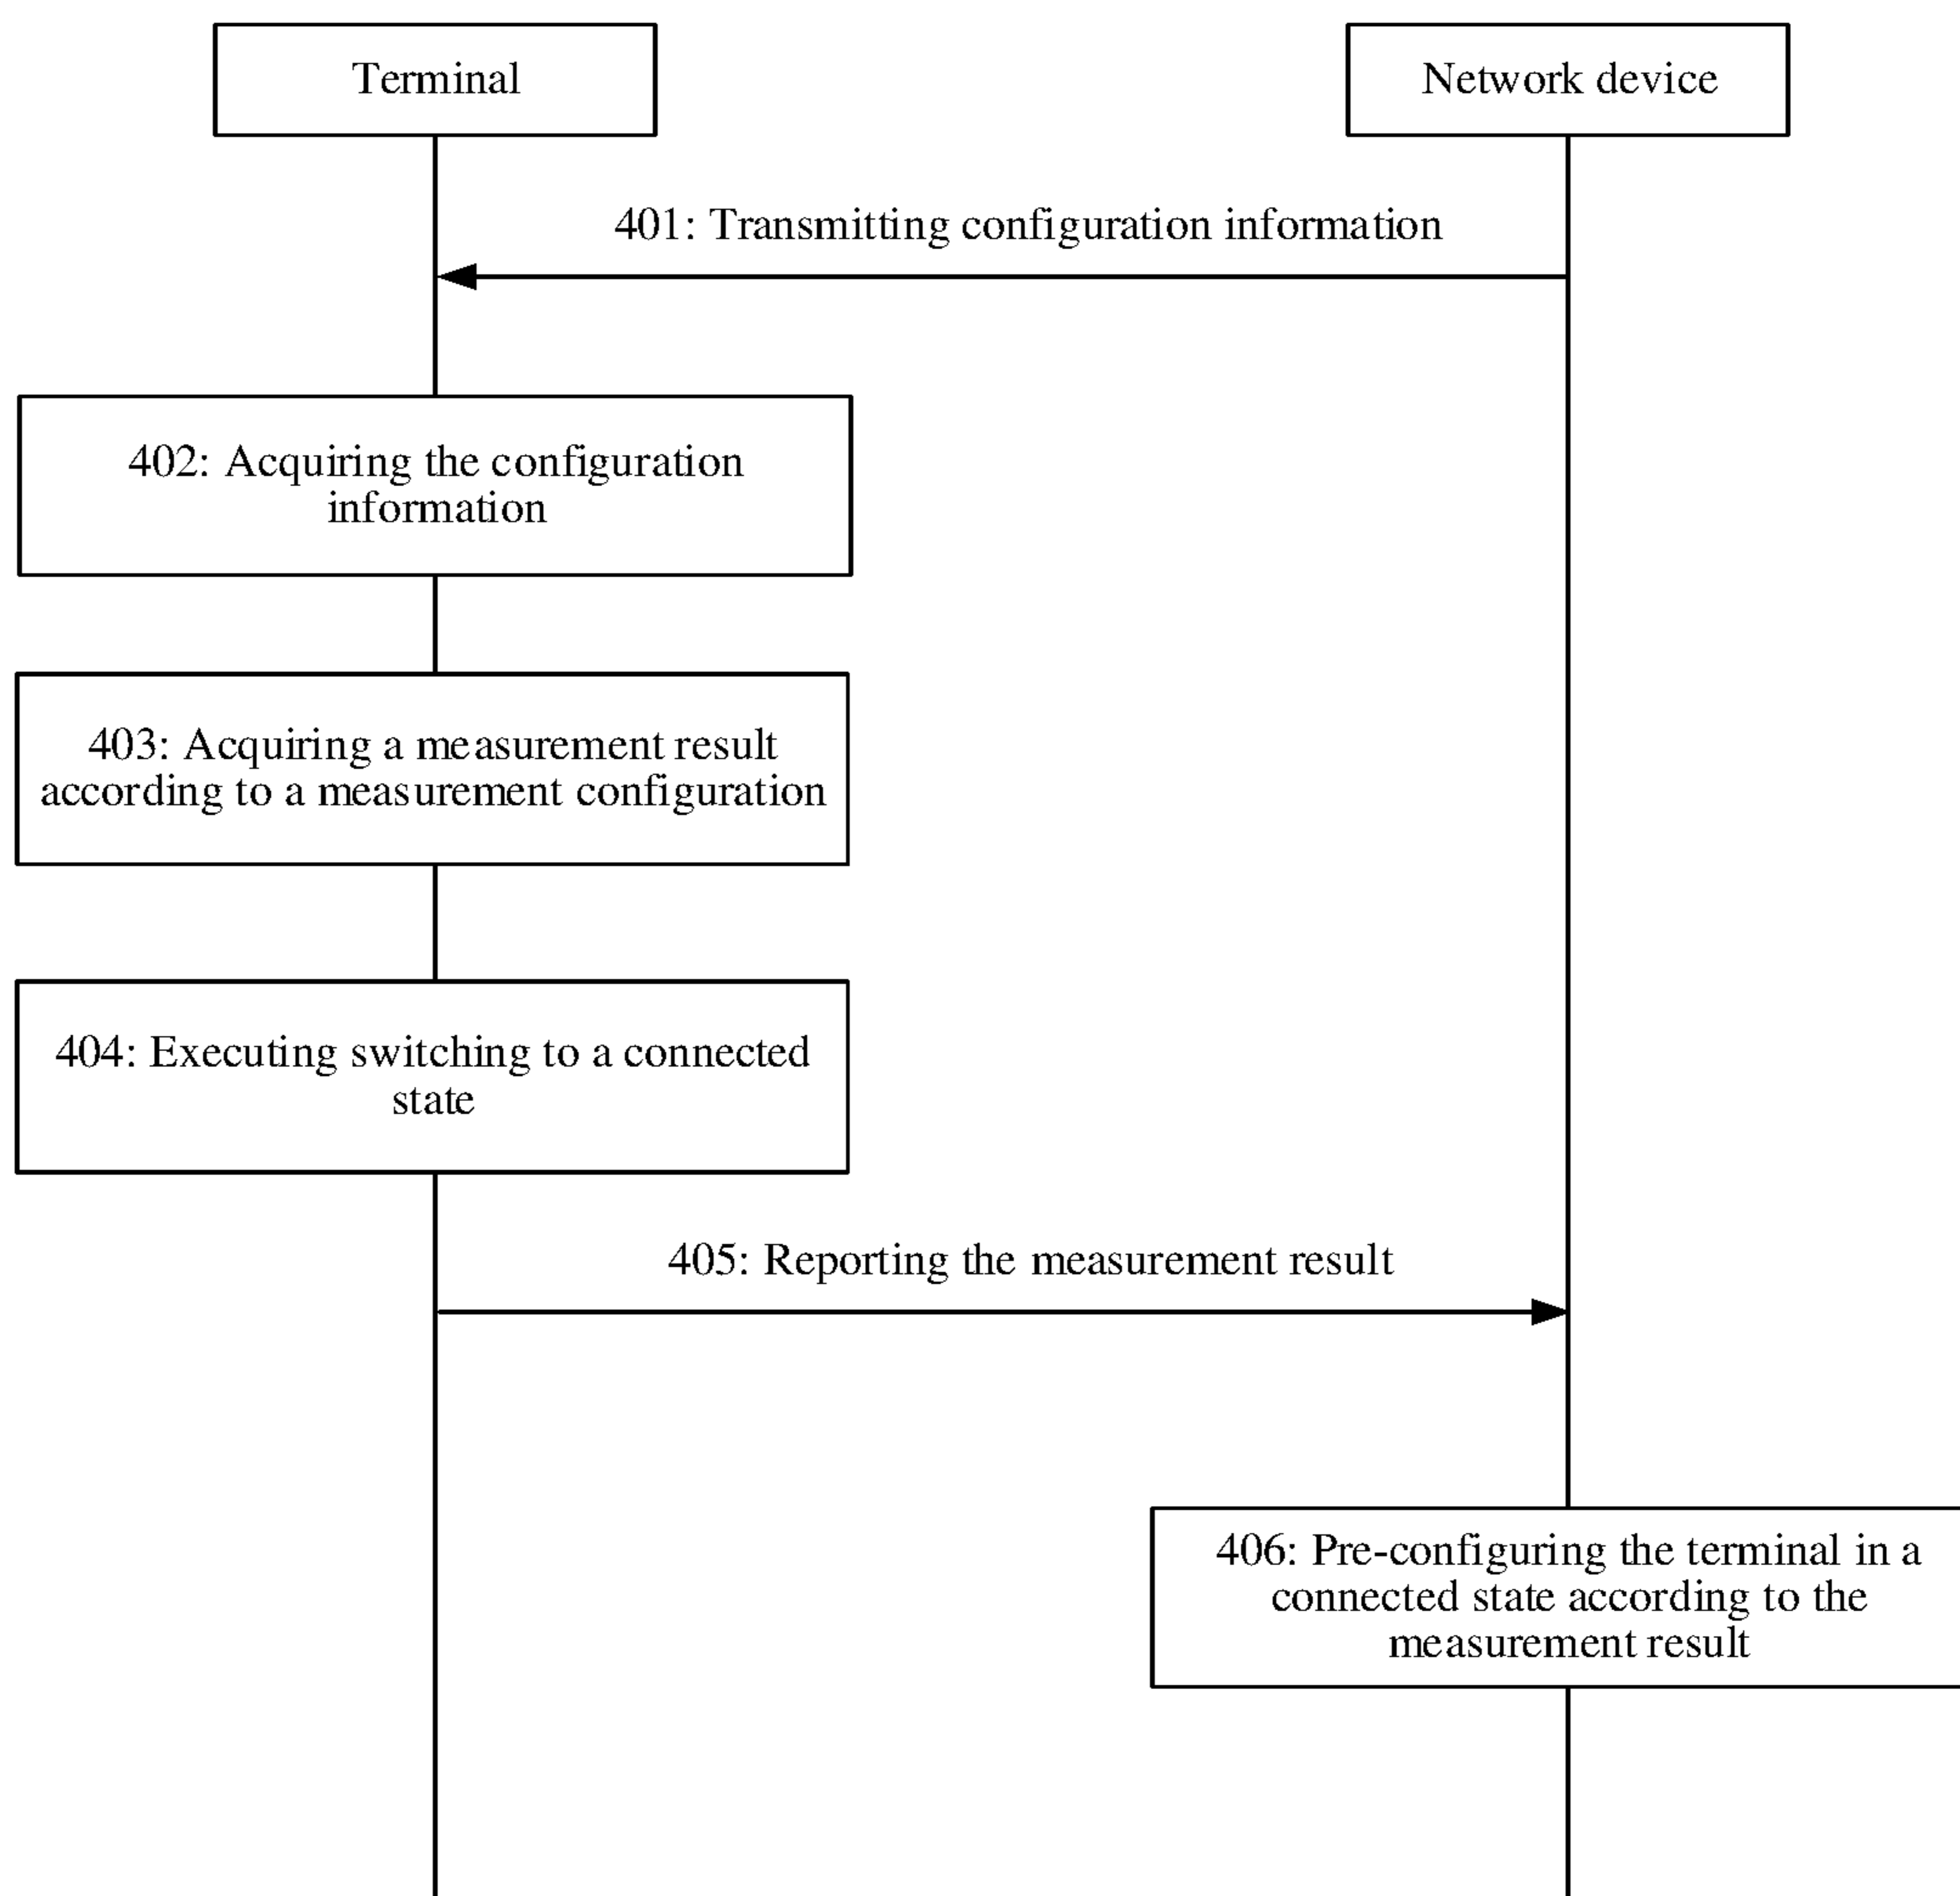 Terminal
Network device
401: Transmitting configuration information
402: Acquiring the configuration
information
403: Acquiring a measurement result
according to a measurement configuration
404: Executing switching to a connected
state
405: Reporting the measurement result
406: Pre-configuring the terminal in a
connected state according to the
measurement result